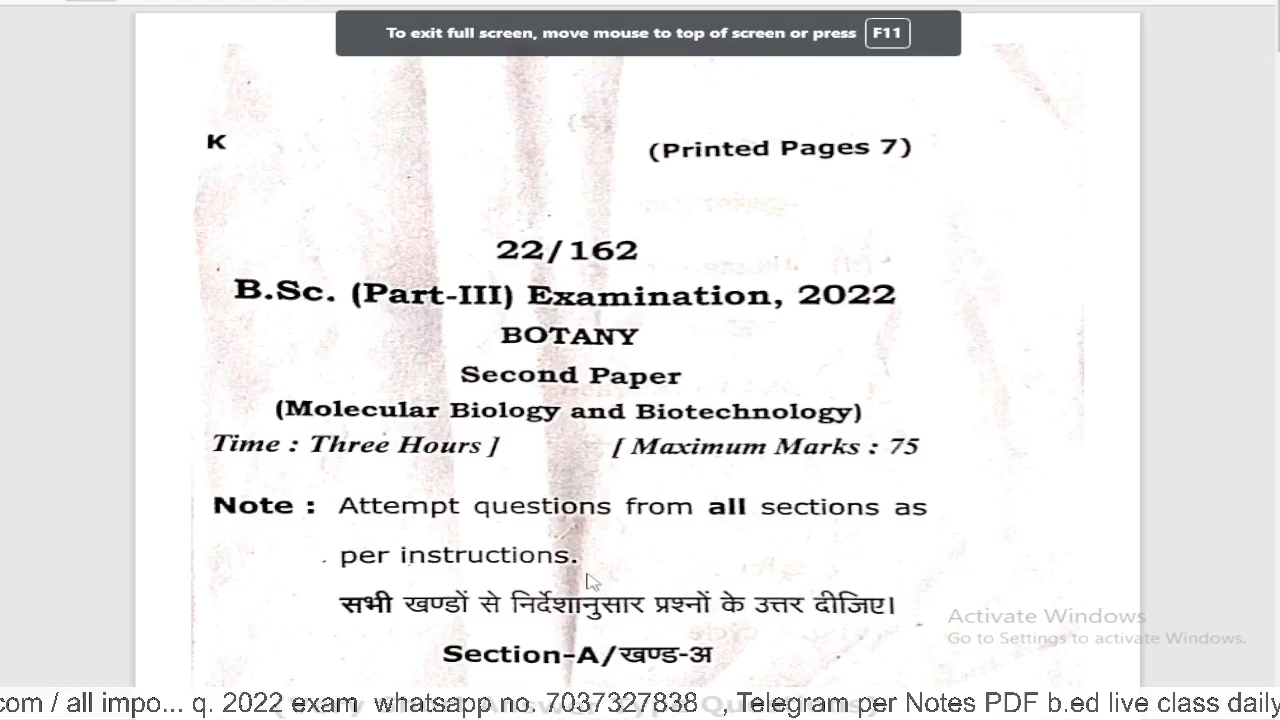 To exit full screen, move mouse to top of screen or press F11
K
(Printed Pages 7)
22/162
B.Sc. (Part-III) Examination, 2022
BOTANY
Second Paper
(Molecular Biology and Biotechnology)
Time : Three Hours ] [ Maximum Marks : 75
Note : Attempt questions from all sections as
per instructions.
सभी खण्डों से निर्देशानुसार प्रश्नों के उत्तर दीजिए।
Activate Windows
Go to Settings to activate Windows.
Section-A/खण्ड-अ
com / all impo... q. 2022 exam whatsapp no. 7037327838 , Telegram per Notes PDF b.ed live class daily